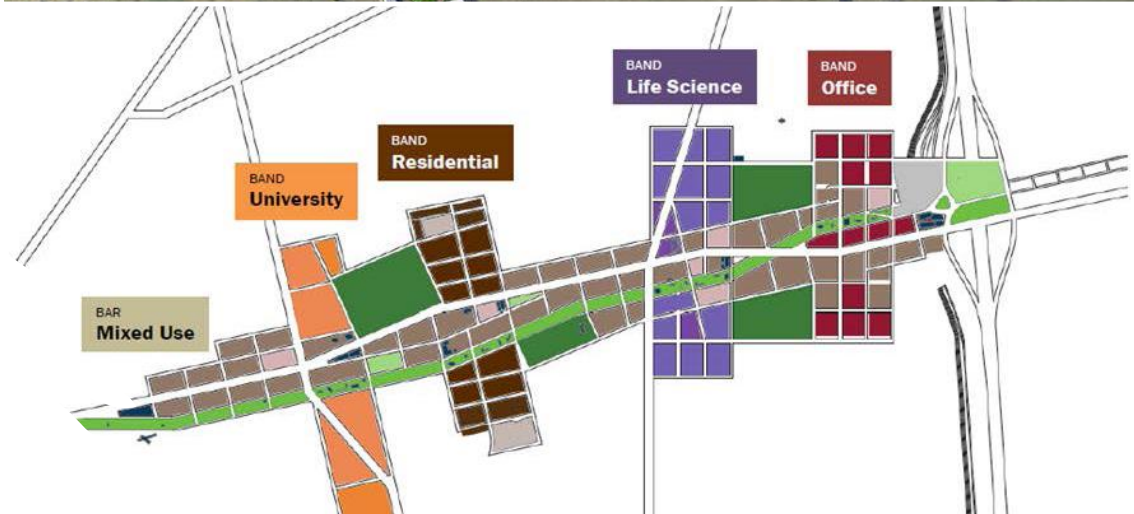 BAND
Life Science
BAND
Office
BAND
Residential
BAND
University
BAR
Mixed Use